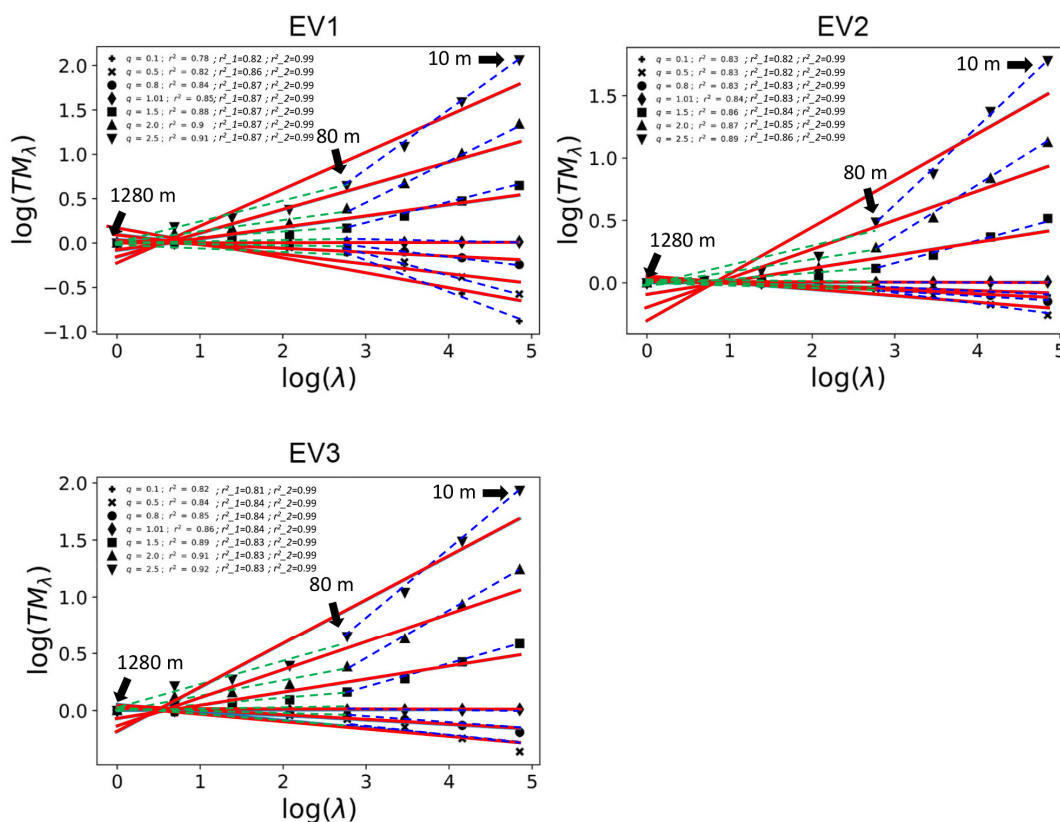 EV1
q = 0.1 ; r² = 0.78 ; r²_1=0.82 ; r²_2=0.99
q = 0.5 ; r² = 0.82 ; r²_1=0.86 ; r²_2=0.99
q = 0.8 ; r² = 0.84 ; r²_1=0.87 ; r²_2=0.99
q = 1.01 ; r² = 0.85 ; r²_1=0.87 ; r²_2=0.99
q = 1.5 ; r² = 0.88 ; r²_1=0.87 ; r²_2=0.99
q = 2.0 ; r² = 0.9 ; r²_1=0.87 ; r²_2=0.99
q = 2.5 ; r² = 0.91 ; r²_1=0.87 ; r²_2=0.99
10 m
80 m
1280 m
2.0
1.5
1.0
0.5
0.0
−0.5
−1.0
log(TM_λ)
0 1 2 3 4 5
log(λ)
EV2
q = 0.1 ; r² = 0.83 ; r²_1=0.82 ; r²_2=0.99
q = 0.5 ; r² = 0.83 ; r²_1=0.82 ; r²_2=0.99
q = 0.8 ; r² = 0.83 ; r²_1=0.83 ; r²_2=0.99
q = 1.01 ; r² = 0.84 ; r²_1=0.83 ; r²_2=0.99
q = 1.5 ; r² = 0.86 ; r²_1=0.84 ; r²_2=0.99
q = 2.0 ; r² = 0.87 ; r²_1=0.85 ; r²_2=0.99
q = 2.5 ; r² = 0.89 ; r²_1=0.86 ; r²_2=0.99
10 m
80 m
1280 m
1.5
1.0
0.5
0.0
log(TM_λ)
0 1 2 3 4 5
log(λ)
EV3
q = 0.1 ; r² = 0.82 ; r²_1=0.81 ; r²_2=0.99
q = 0.5 ; r² = 0.84 ; r²_1=0.84 ; r²_2=0.99
q = 0.8 ; r² = 0.85 ; r²_1=0.84 ; r²_2=0.99
q = 1.01 ; r² = 0.86 ; r²_1=0.84 ; r²_2=0.99
q = 1.5 ; r² = 0.89 ; r²_1=0.83 ; r²_2=0.99
q = 2.0 ; r² = 0.91 ; r²_1=0.83 ; r²_2=0.99
q = 2.5 ; r² = 0.92 ; r²_1=0.83 ; r²_2=0.99
10 m
80 m
1280 m
2.0
1.5
1.0
0.5
0.0
log(TM_λ)
0 1 2 3 4 5
log(λ)